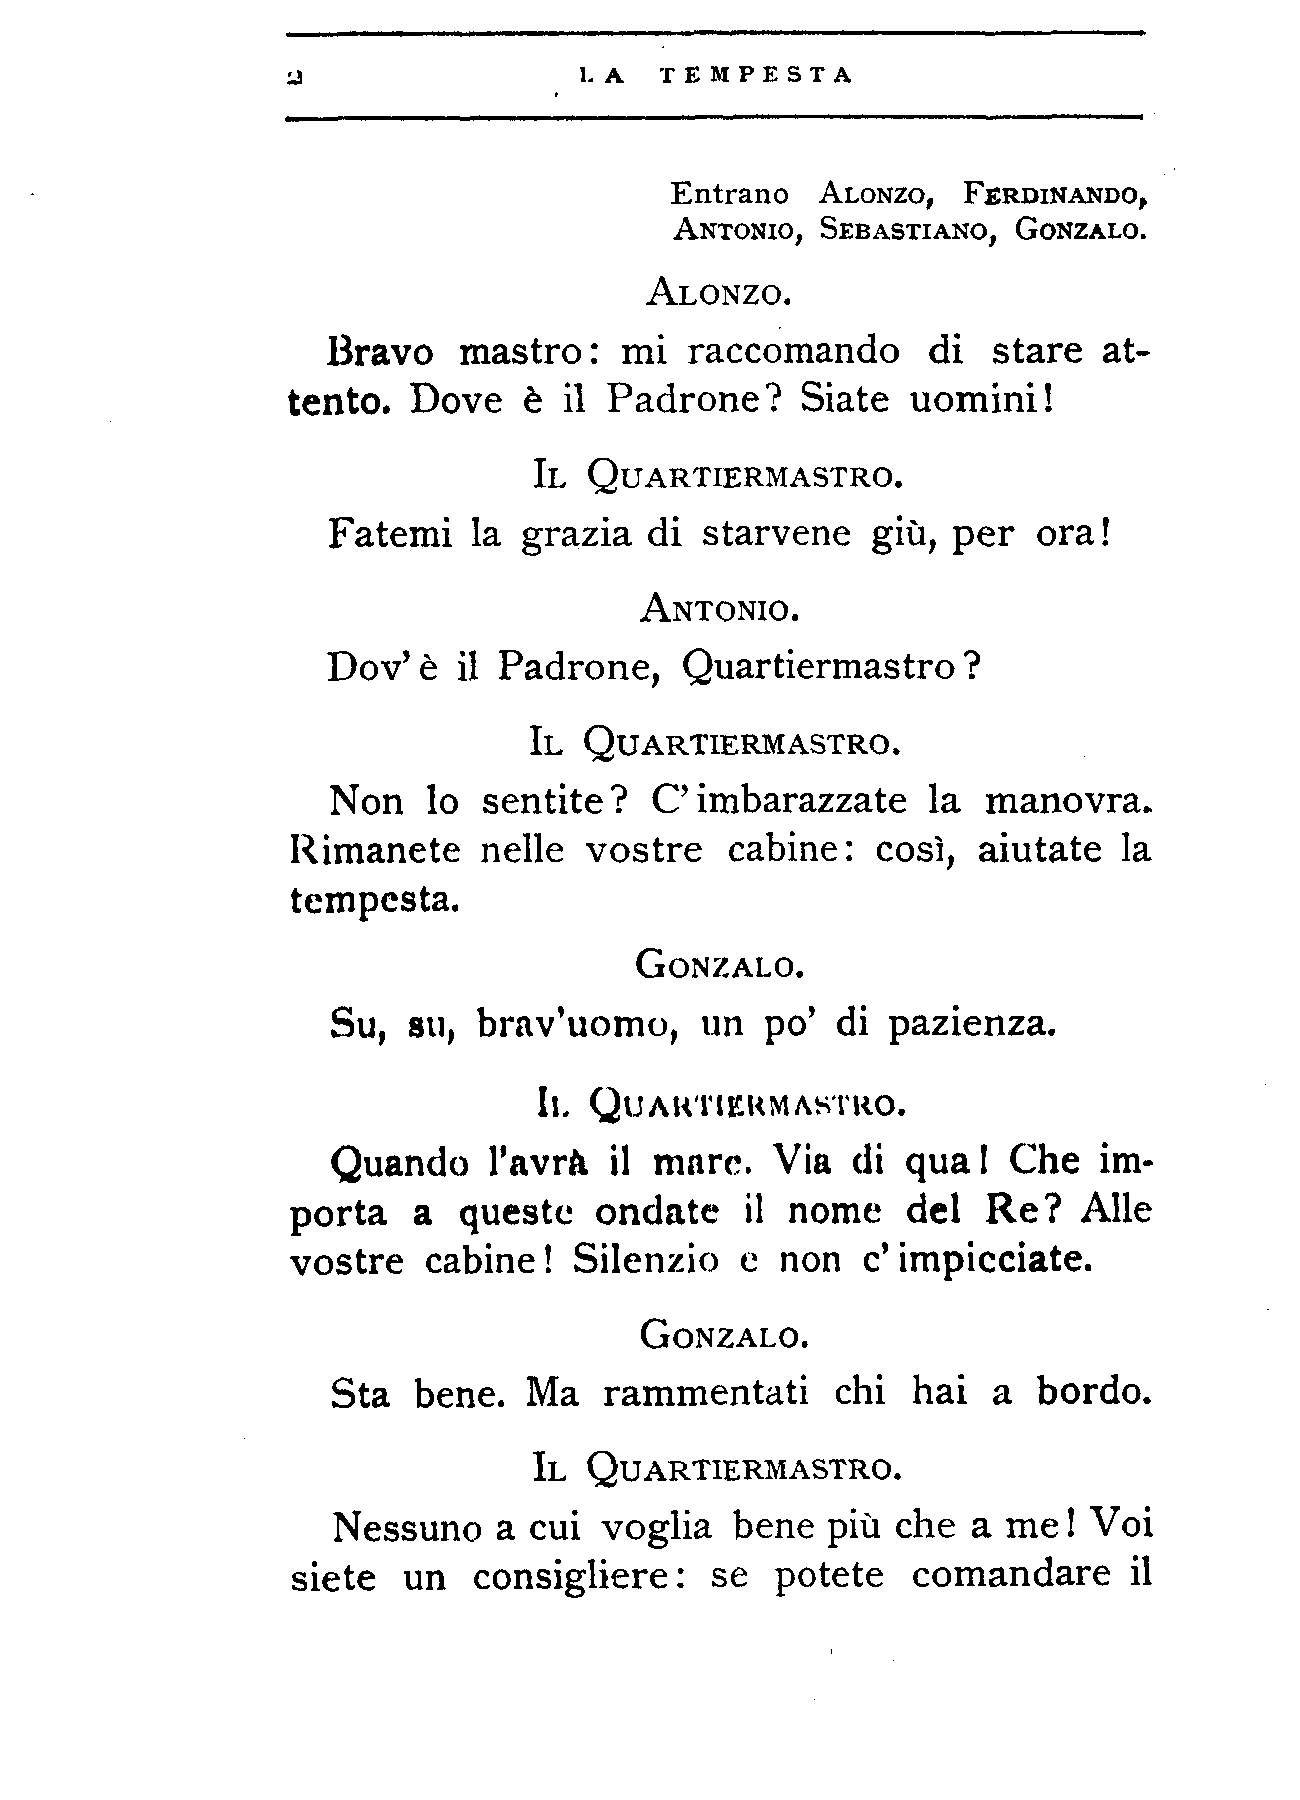 2 LA TEMPESTA
Entrano ALONZO, FERDINANDO,
ANTONIO, SEBASTIANO, GONZALO.
ALONZO.
Bravo mastro: mi raccomando di stare at-
tento. Dove è il Padrone? Siate uomini!
IL QUARTIERMASTRO.
Fatemi la grazia di starvene giù, per ora!
ANTONIO.
Dov' è il Padrone, Quartiermastro?
IL QUARTIERMASTRO.
Non lo sentite? C' imbarazzate la manovra.
Rimanete nelle vostre cabine: così, aiutate la
tempesta.
GONZALO.
Su, su, brav'uomo, un po' di pazienza.
IL QUARTIERMASTRO.
Quando l'avrà il mare. Via di qua! Che im-
porta a queste ondate il nome del Re? Alle
vostre cabine! Silenzio e non c' impicciate.
GONZALO.
Sta bene. Ma rammentati chi hai a bordo.
IL QUARTIERMASTRO.
Nessuno a cui voglia bene più che a me! Voi
siete un consigliere: se potete comandare il